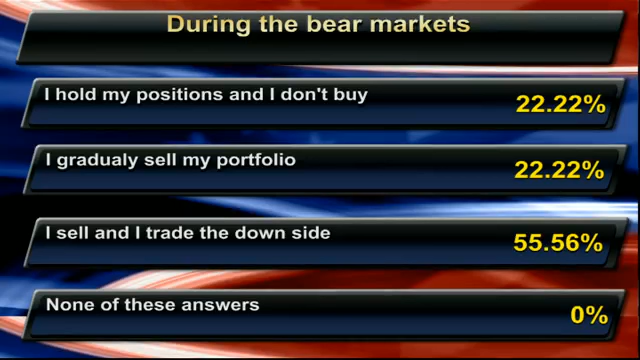 During the bear markets
I hold my positions and I don't buy
22.22%
I gradualy sell my portfolio
22.22%
I sell and I trade the down side
55.56%
None of these answers
0%